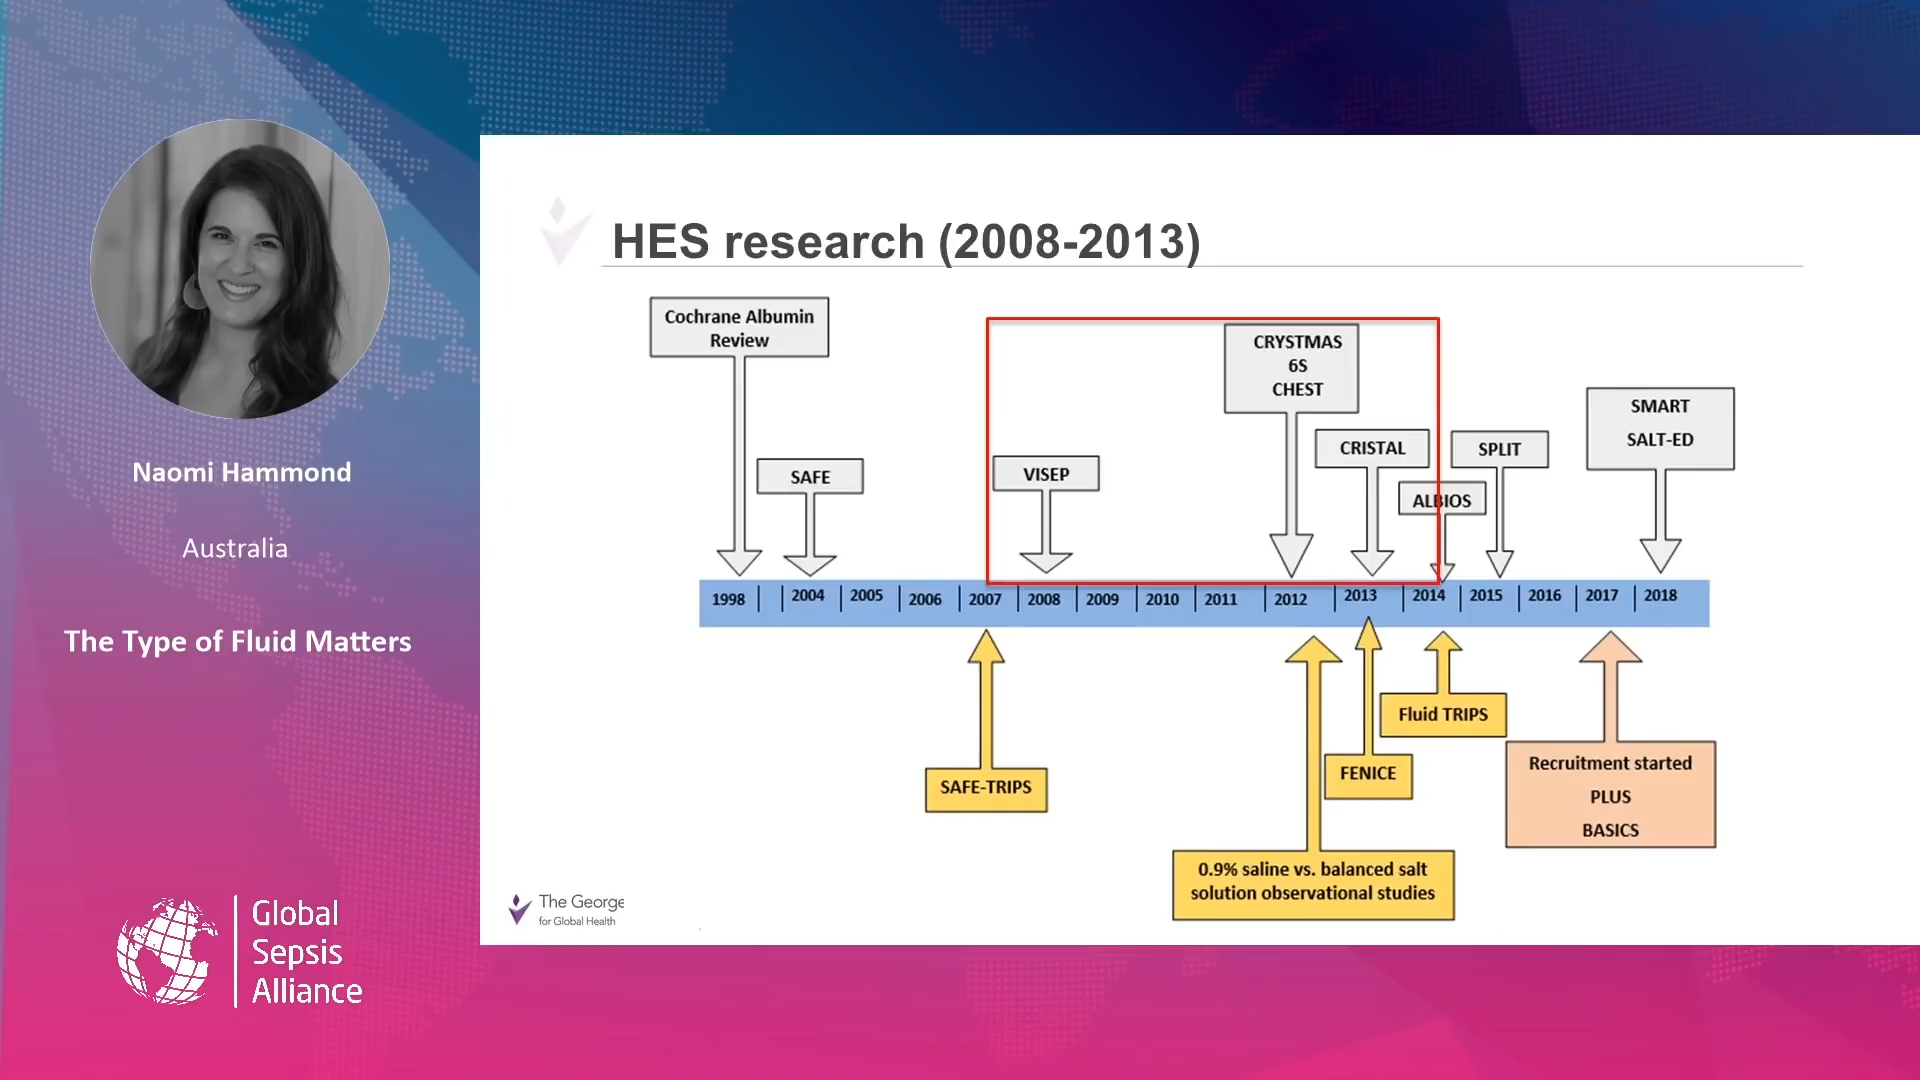 Naomi Hammond
Australia
The Type of Fluid Matters
Global
Sepsis
Alliance
HES research (2008-2013)
Cochrane Albumin
Review
SAFE
VISEP
CRYSTMAS
6S
CHEST
CRISTAL
ALBIOS
SPLIT
SMART
SALT-ED
1998
2004
2005
2006
2007
2008
2009
2010
2011
2012
2013
2014
2015
2016
2017
2018
SAFE-TRIPS
0.9% saline vs. balanced salt
solution observational studies
FENICE
Fluid TRIPS
Recruitment started
PLUS
BASICS
The George
for Global Health